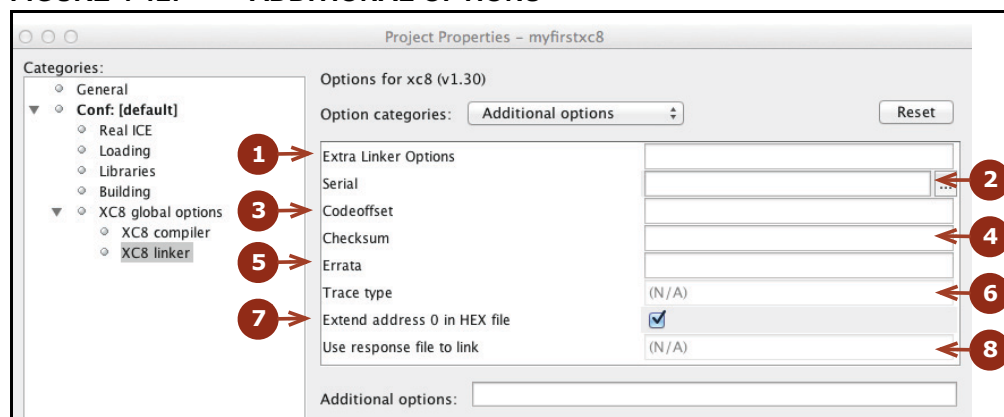 Project Properties – myfirstxc8
Categories:
General
Conf: [default]
Real ICE
Loading
Libraries
Building
XC8 global options
XC8 compiler
XC8 linker
Options for xc8 (v1.30)
Option categories: Additional options Reset
1 Extra Linker Options
Serial ... 2
3 Codeoffset
Checksum 4
5 Errata
Trace type (N/A) 6
7 Extend address 0 in HEX file
Use response file to link (N/A) 8
Additional options: